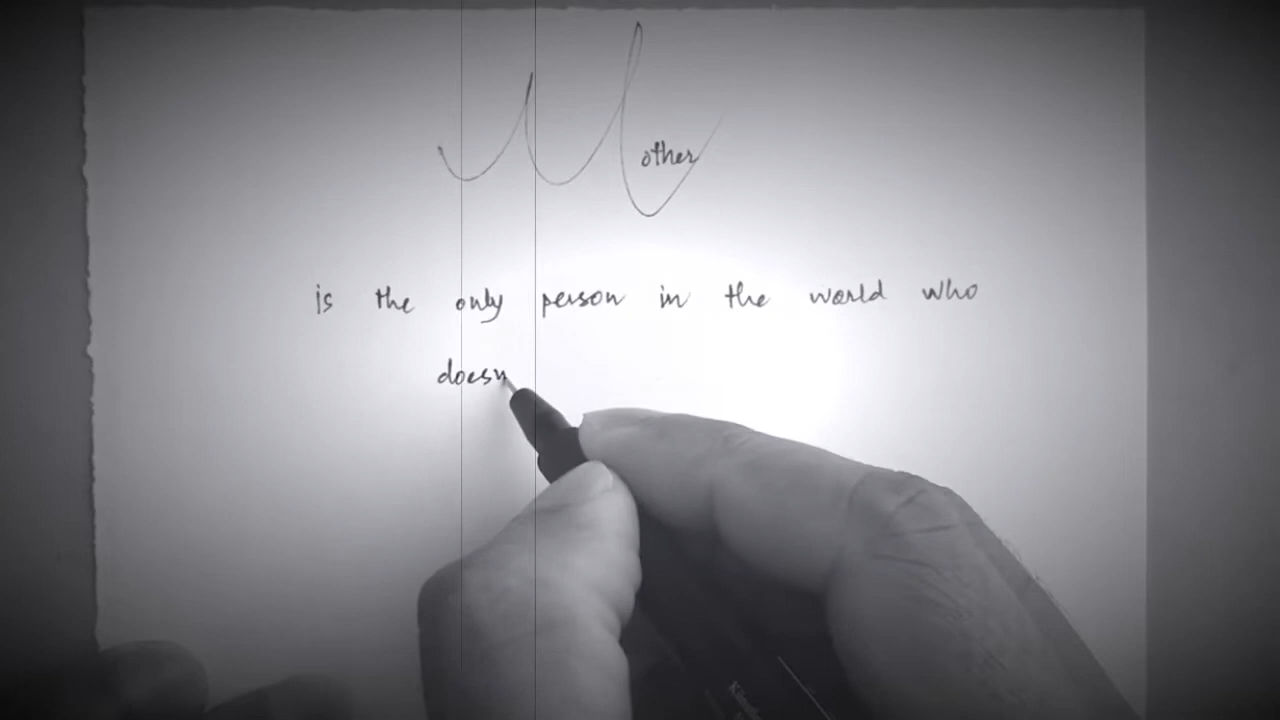 Mother
is the only person in the world who
doesn